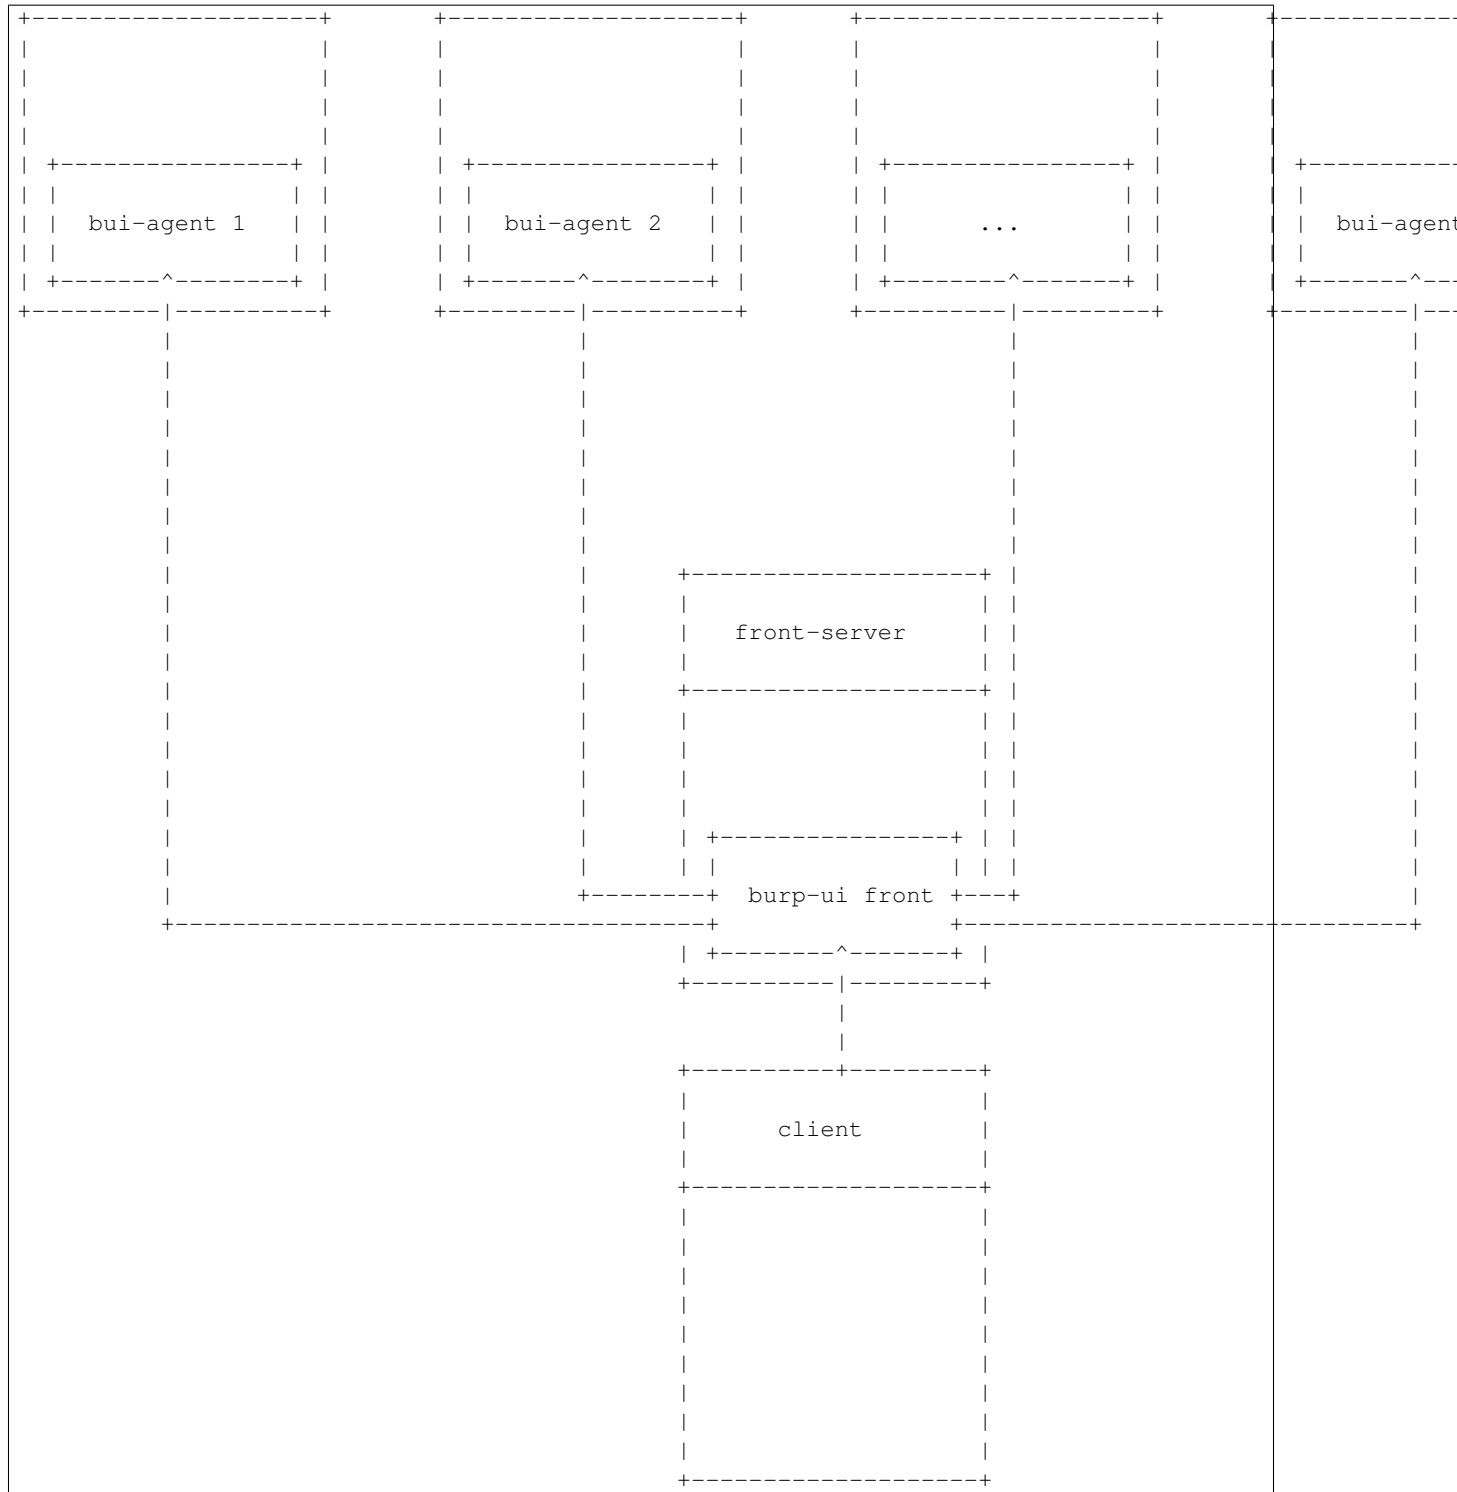 bui-agent 1 bui-agent 2 ... bui-agent
front-server
burp-ui front
client